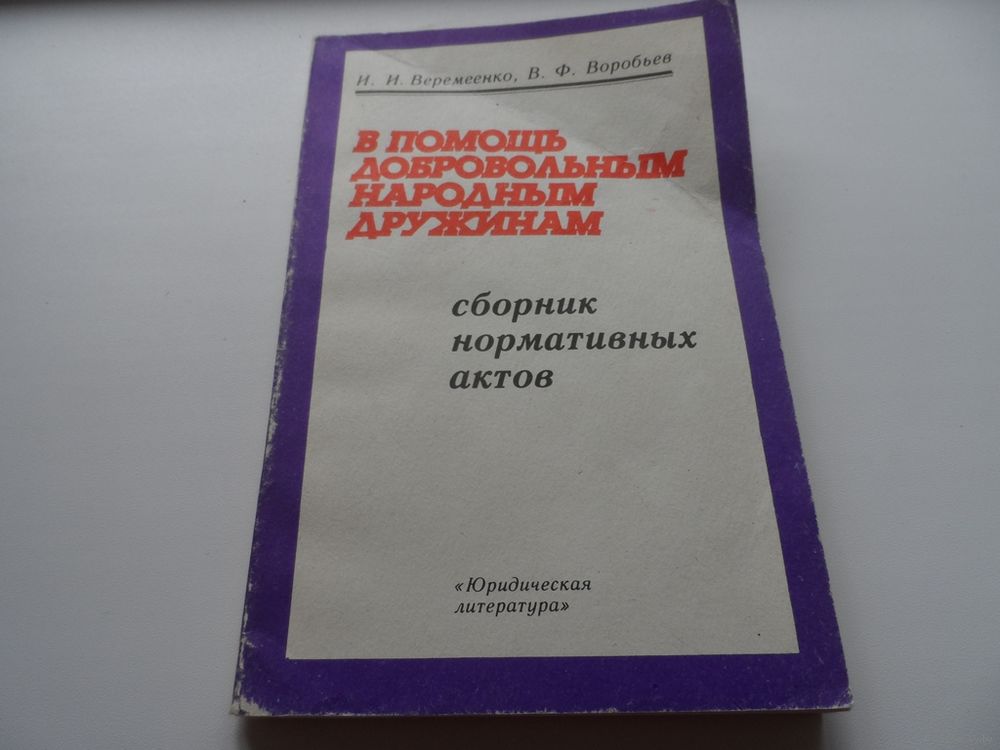 И. И. Веремеенко, В. Ф. Воробьев
В ПОМОЩЬ
ДОБРОВОЛЬНЫМ
НАРОДНЫМ
ДРУЖИНАМ
сборник
нормативных
актов
«Юридическая
литература»